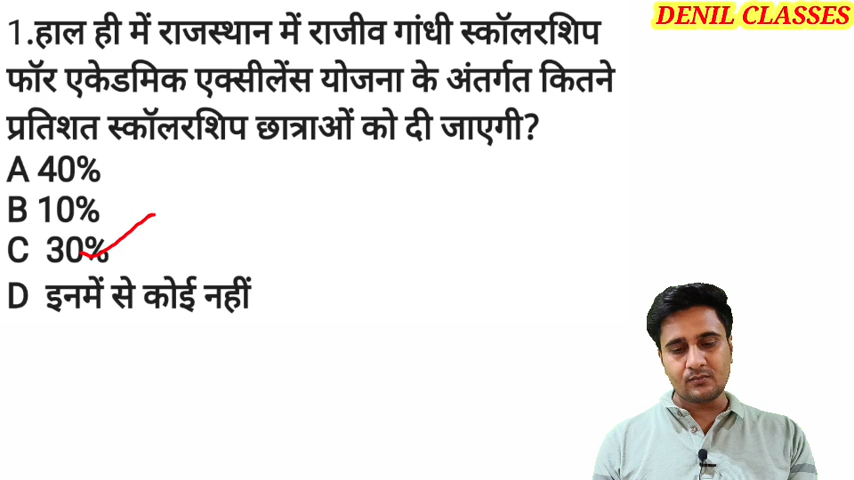 DENIL CLASSES
1.हाल ही में राजस्थान में राजीव गांधी स्कॉलरशिप
फॉर एकेडमिक एक्सीलेंस योजना के अंतर्गत कितने
प्रतिशत स्कॉलरशिप छात्राओं को दी जाएगी?
A 40%
B 10%
C 30%
D इनमें से कोई नहीं